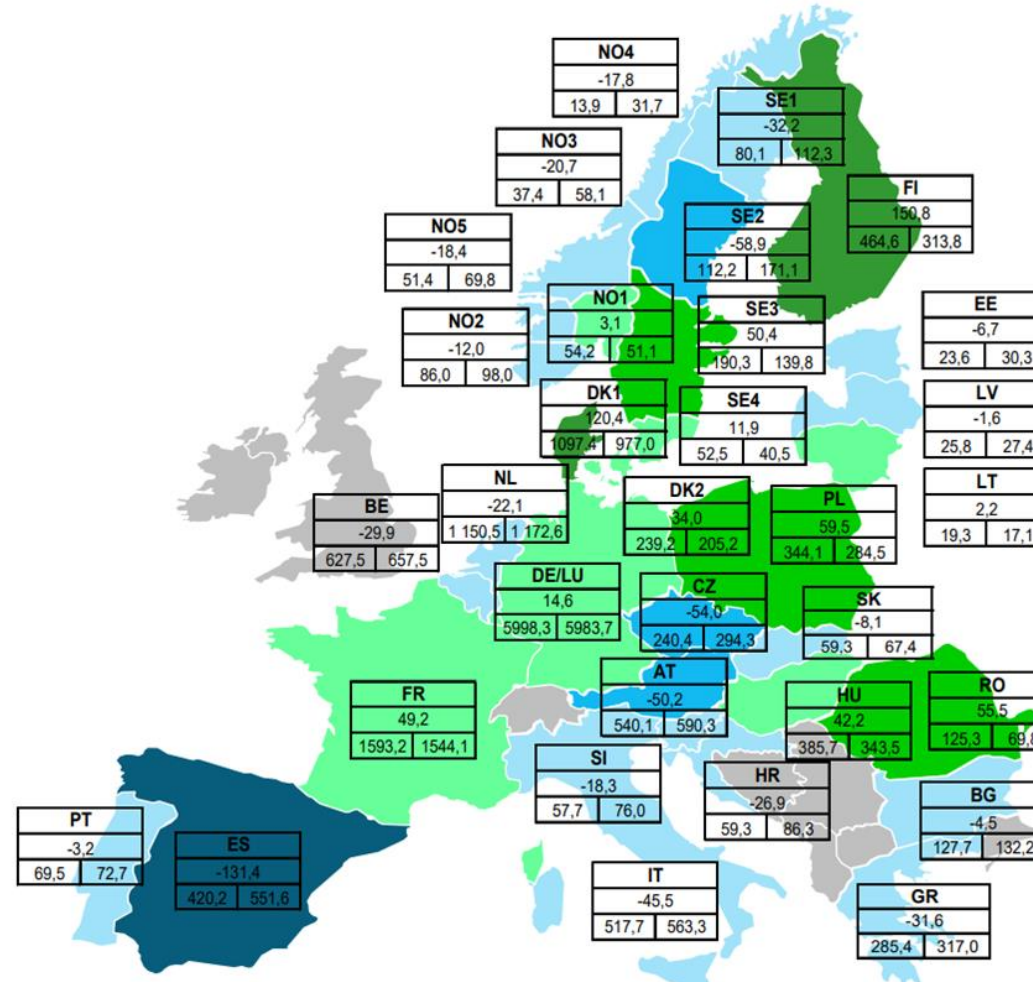 NO4
-17,8
13,9 31,7
SE1
-32,2
80,1 112,3
NO3
-20,7
37,4 58,1
FI
150,8
464,6 313,8
SE2
-58,9
112,2 171,1
NO5
-18,4
51,4 69,8
NO1
3,1
54,2 51,1
SE3
50,4
190,3 139,8
EE
-6,7
23,6 30,3
NO2
-12,0
86,0 98,0
DK1
120,4
1097,4 977,0
SE4
11,9
52,5 40,5
LV
-1,6
25,8 27,4
NL
-22,1
1 150,5 1 172,6
LT
2,2
19,3 17,1
DK2
34,0
239,2 205,2
PL
59,5
344,1 284,5
BE
-29,9
627,5 657,5
DE/LU
14,6
5998,3 5983,7
CZ
-54,0
240,4 294,3
SK
-8,1
59,3 67,4
AT
-50,2
540,1 590,3
FR
49,2
1593,2 1544,1
HU
42,2
385,7 343,5
RO
55,5
125,3 69,8
SI
-18,3
57,7 76,0
HR
-26,9
59,3 86,3
BG
-4,5
127,7 132,2
PT
-3,2
69,5 72,7
ES
-131,4
420,2 551,6
IT
-45,5
517,7 563,3
GR
-31,6
285,4 317,0